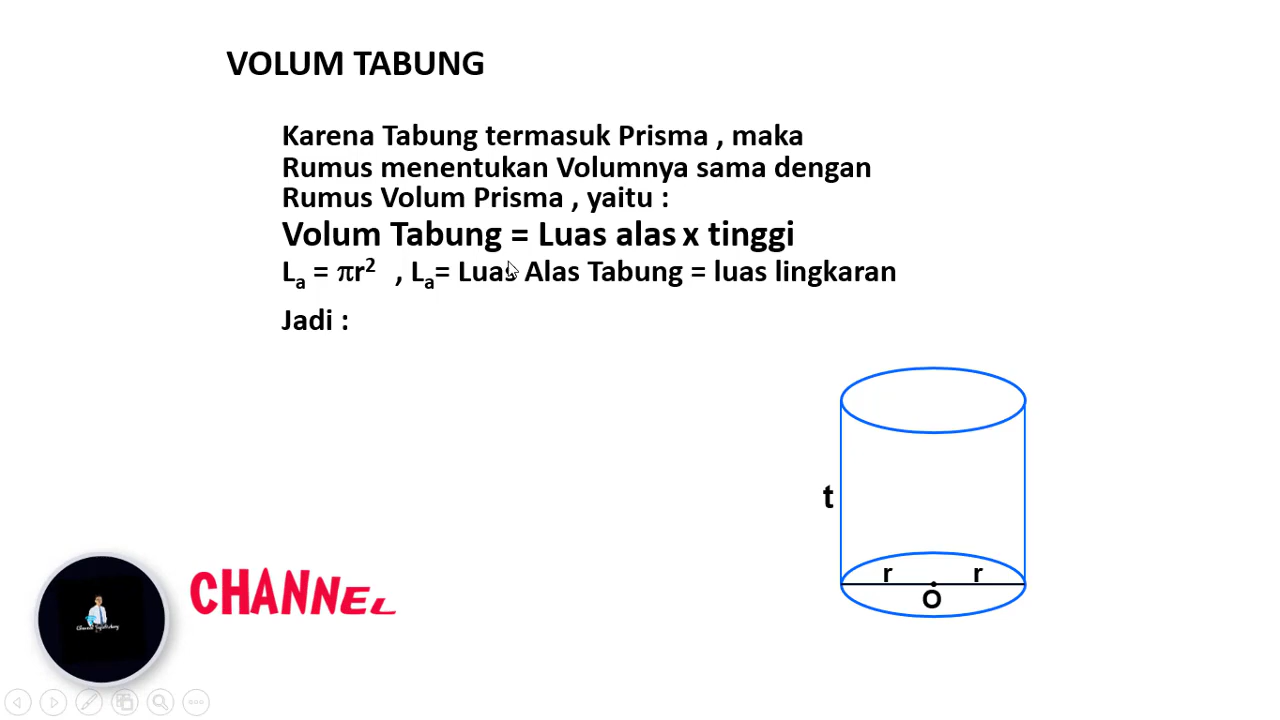 VOLUM TABUNG
Karena Tabung termasuk Prisma , maka
Rumus menentukan Volumnya sama dengan
Rumus Volum Prisma , yaitu :
Volum Tabung = Luas alas x tinggi
Lₐ = πr² , Lₐ= Luas Alas Tabung = luas lingkaran
Jadi :
t
r r
O
CHANNEL